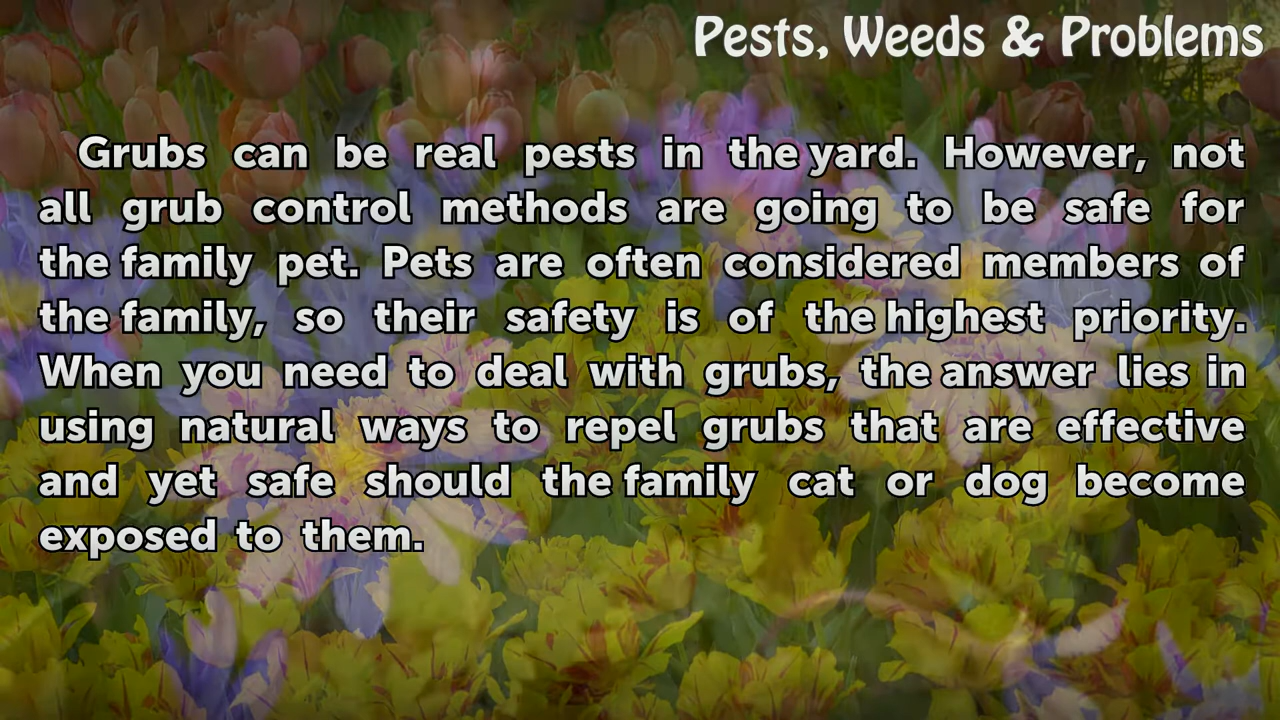 Pests, Weeds & Problems
Grubs can be real pests in the yard. However, not
all grub control methods are going to be safe for
the family pet. Pets are often considered members of
the family, so their safety is of the highest priority.
When you need to deal with grubs, the answer lies in
using natural ways to repel grubs that are effective
and yet safe should the family cat or dog become
exposed to them.